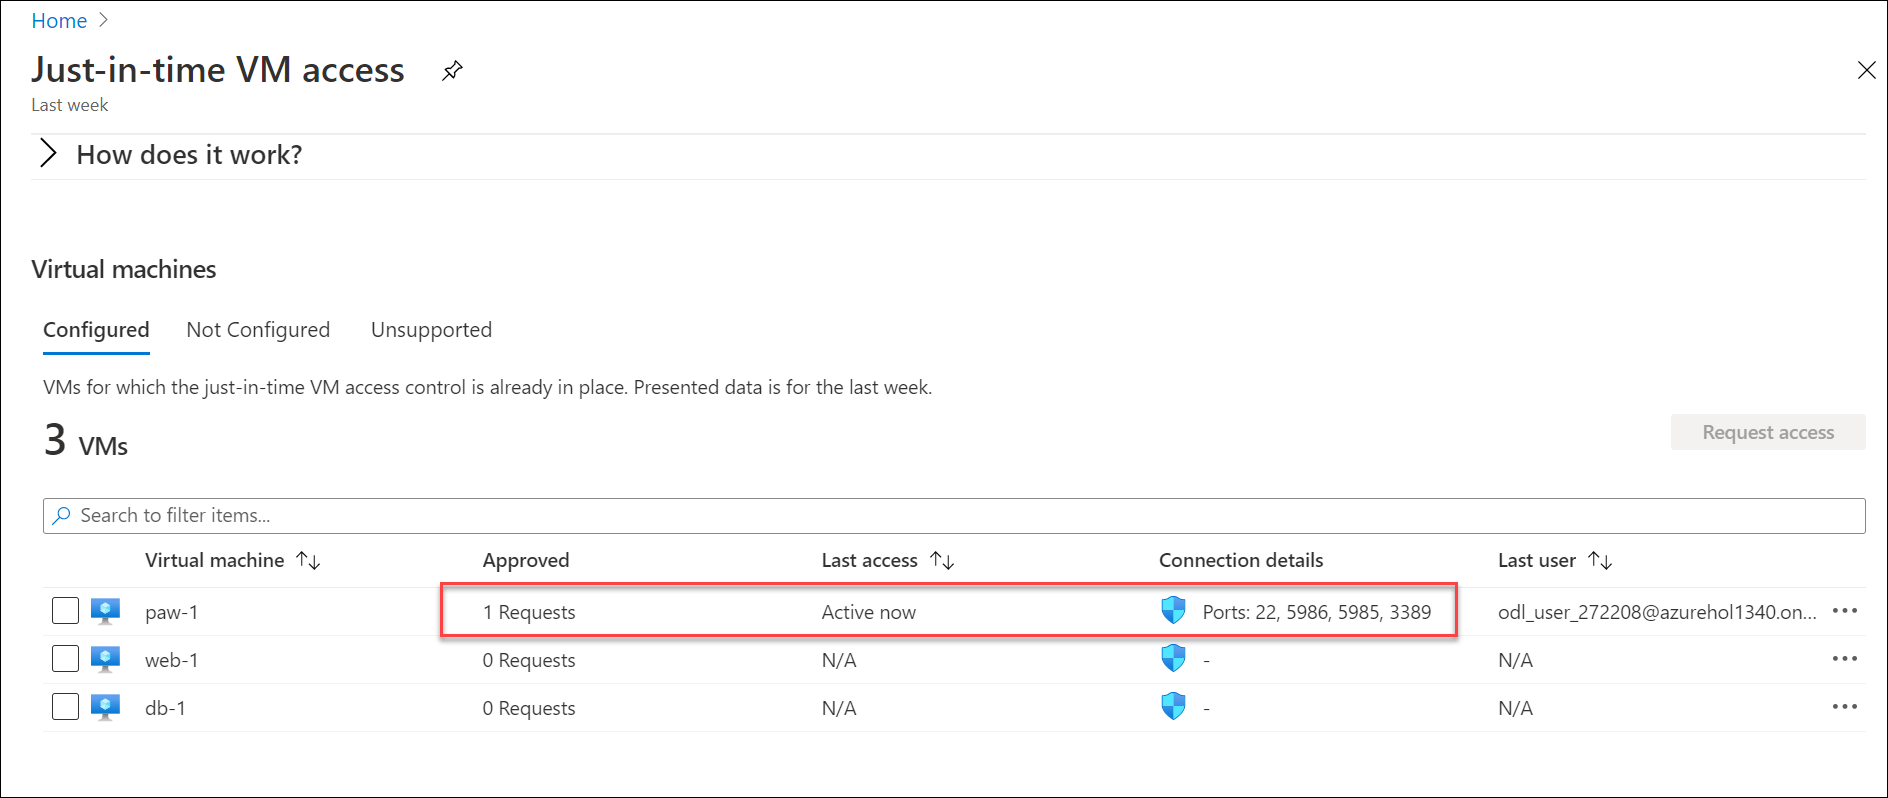 Home
Just-in-time VM access
Last week
How does it work?
Virtual machines
Configured Not Configured Unsupported
VMs for which the just-in-time VM access control is already in place. Presented data is for the last week.
3 VMs
Request access
Search to filter items...
Virtual machine Approved Last access Connection details Last user
paw-1 1 Requests Active now Ports: 22, 5986, 5985, 3389 odl_user_272208@azurehol1340.on...
web-1 0 Requests N/A - N/A
db-1 0 Requests N/A - N/A